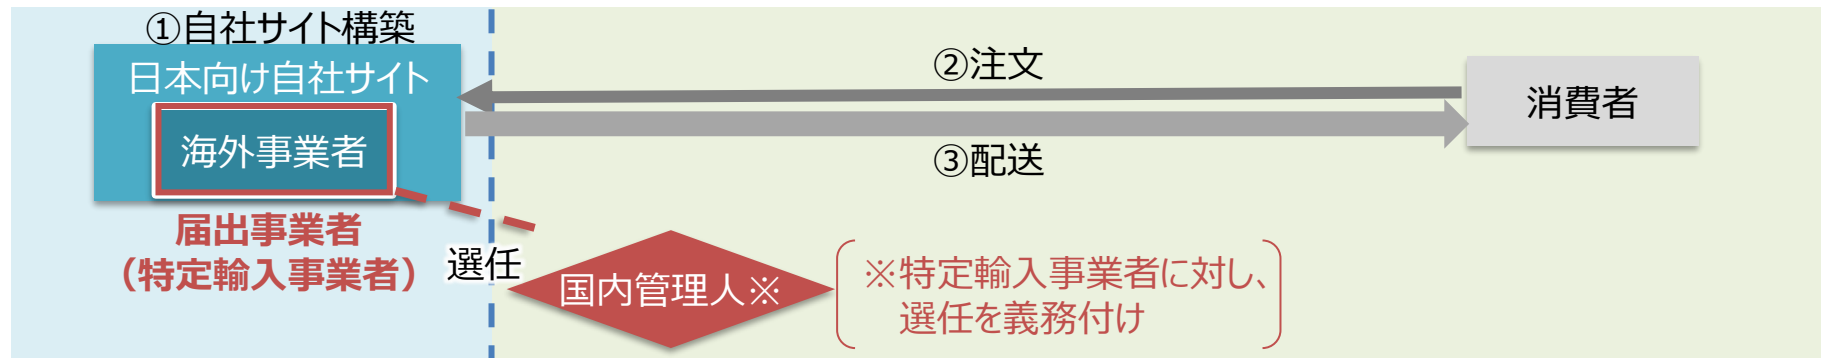 ①自社サイト構築
日本向け自社サイト
海外事業者
届出事業者
（特定輸入事業者）
②注文
③配送
消費者
選任
国内管理人※
※特定輸入事業者に対し、
選任を義務付け